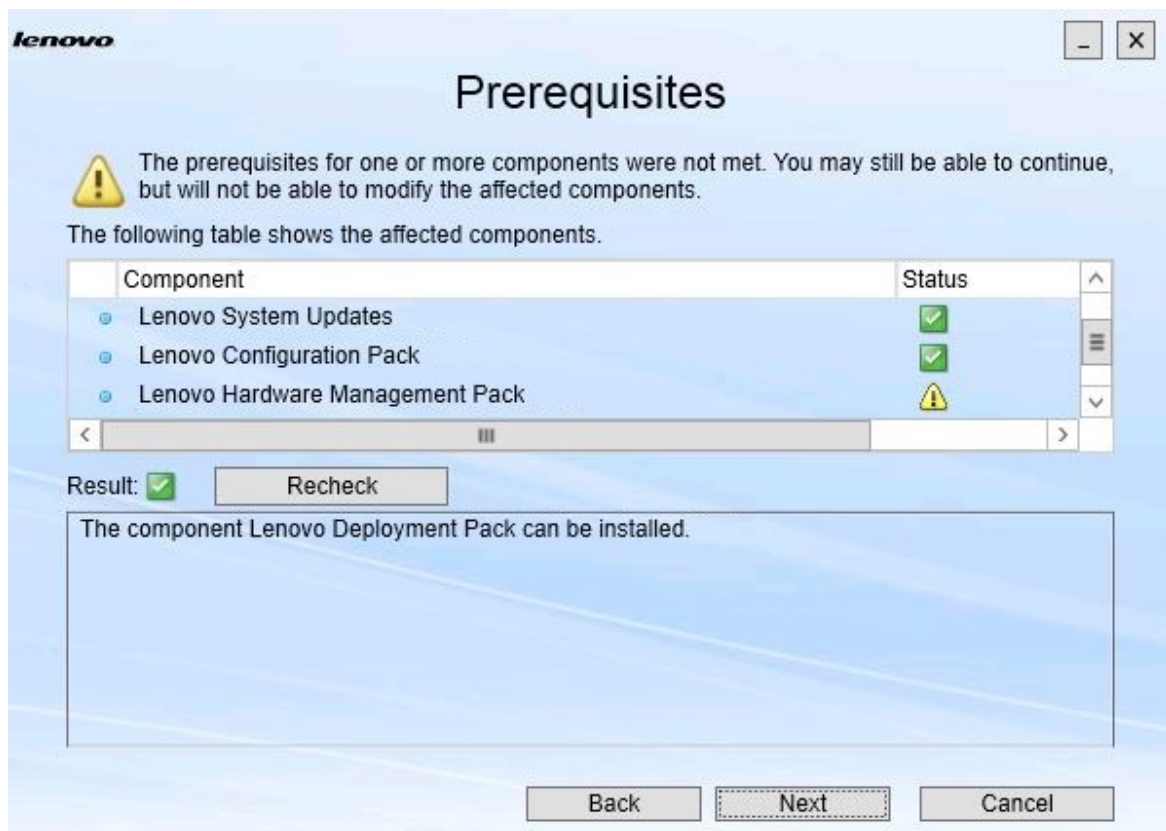 lenovo
Prerequisites
The prerequisites for one or more components were not met. You may still be able to continue,
but will not be able to modify the affected components.
The following table shows the affected components.
Component Status
Lenovo System Updates
Lenovo Configuration Pack
Lenovo Hardware Management Pack
Result: Recheck
The component Lenovo Deployment Pack can be installed.
Back Next Cancel